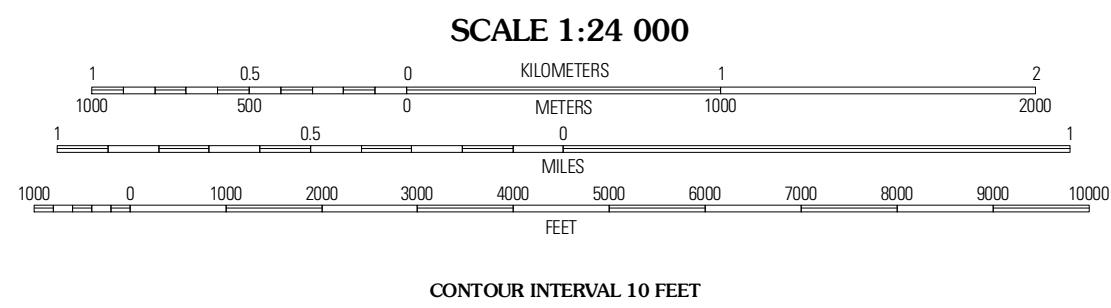 SCALE 1:24 000
1 0.5 0 KILOMETERS 1 2
1000 500 0 METERS 1000 2000
1 0.5 0 1
MILES
1000 0 1000 2000 3000 4000 5000 6000 7000 8000 9000 10000
FEET
CONTOUR INTERVAL 10 FEET